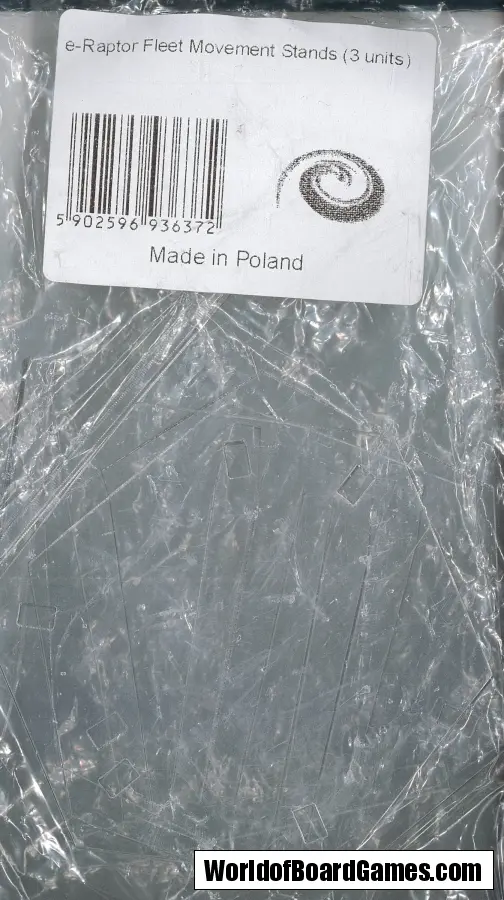 e-Raptor Fleet Movement Stands (3 units)
5 902596 936372
Made in Poland
WorldofBoardGames.com